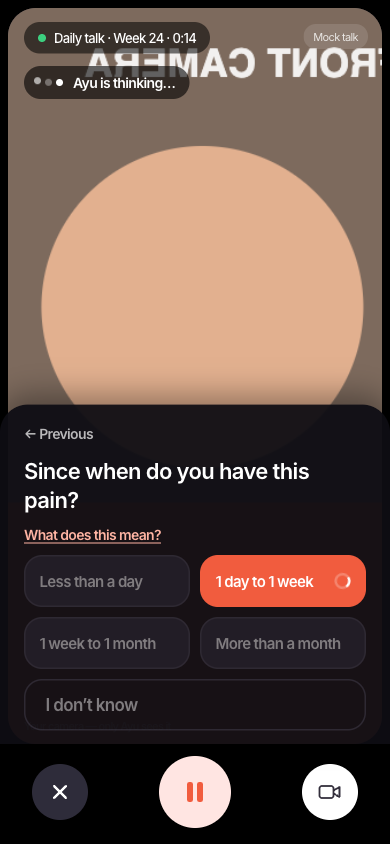 Daily talk · Week 24 · 0:14
Mock talk
FRONT CAMERA
Ayu is thinking...
← Previous
Since when do you have this
pain?
What does this mean?
Less than a day
1 day to 1 week
1 week to 1 month
More than a month
I don't know